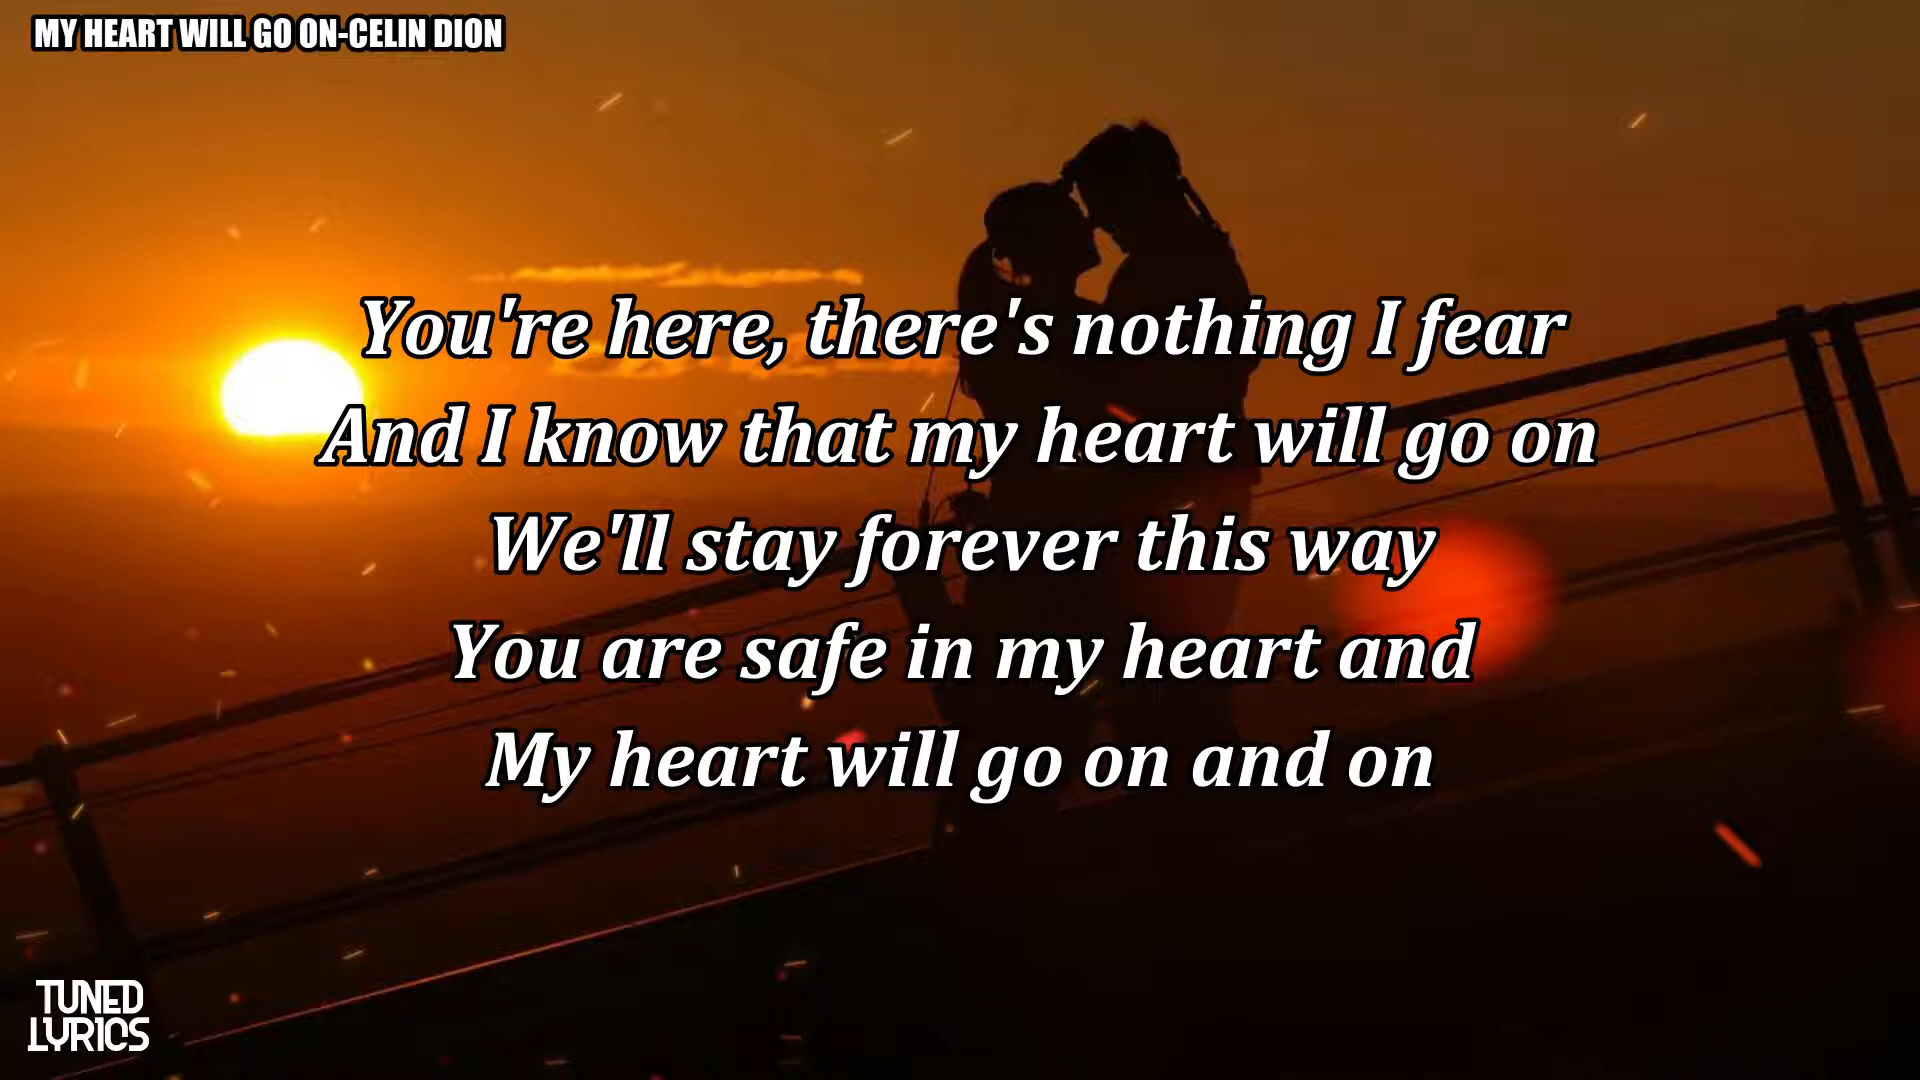 MY HEART WILL GO ON-CELIN DION
You're here, there's nothing I fear
And I know that my heart will go on
We'll stay forever this way
You are safe in my heart and
My heart will go on and on
TUNED
LYRICS